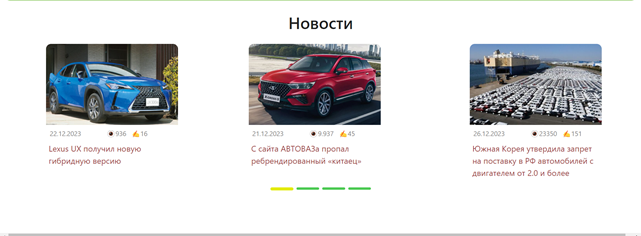 Новости
22.12.2023 936 16
Lexus UX получил новую
гибридную версию
21.12.2023 9 937 45
С сайта АВТОВАЗа пропал
ребрендированный «китаец»
26.12.2023 23350 151
Южная Корея утвердила запрет
на поставку в РФ автомобилей с
двигателем от 2.0 и более